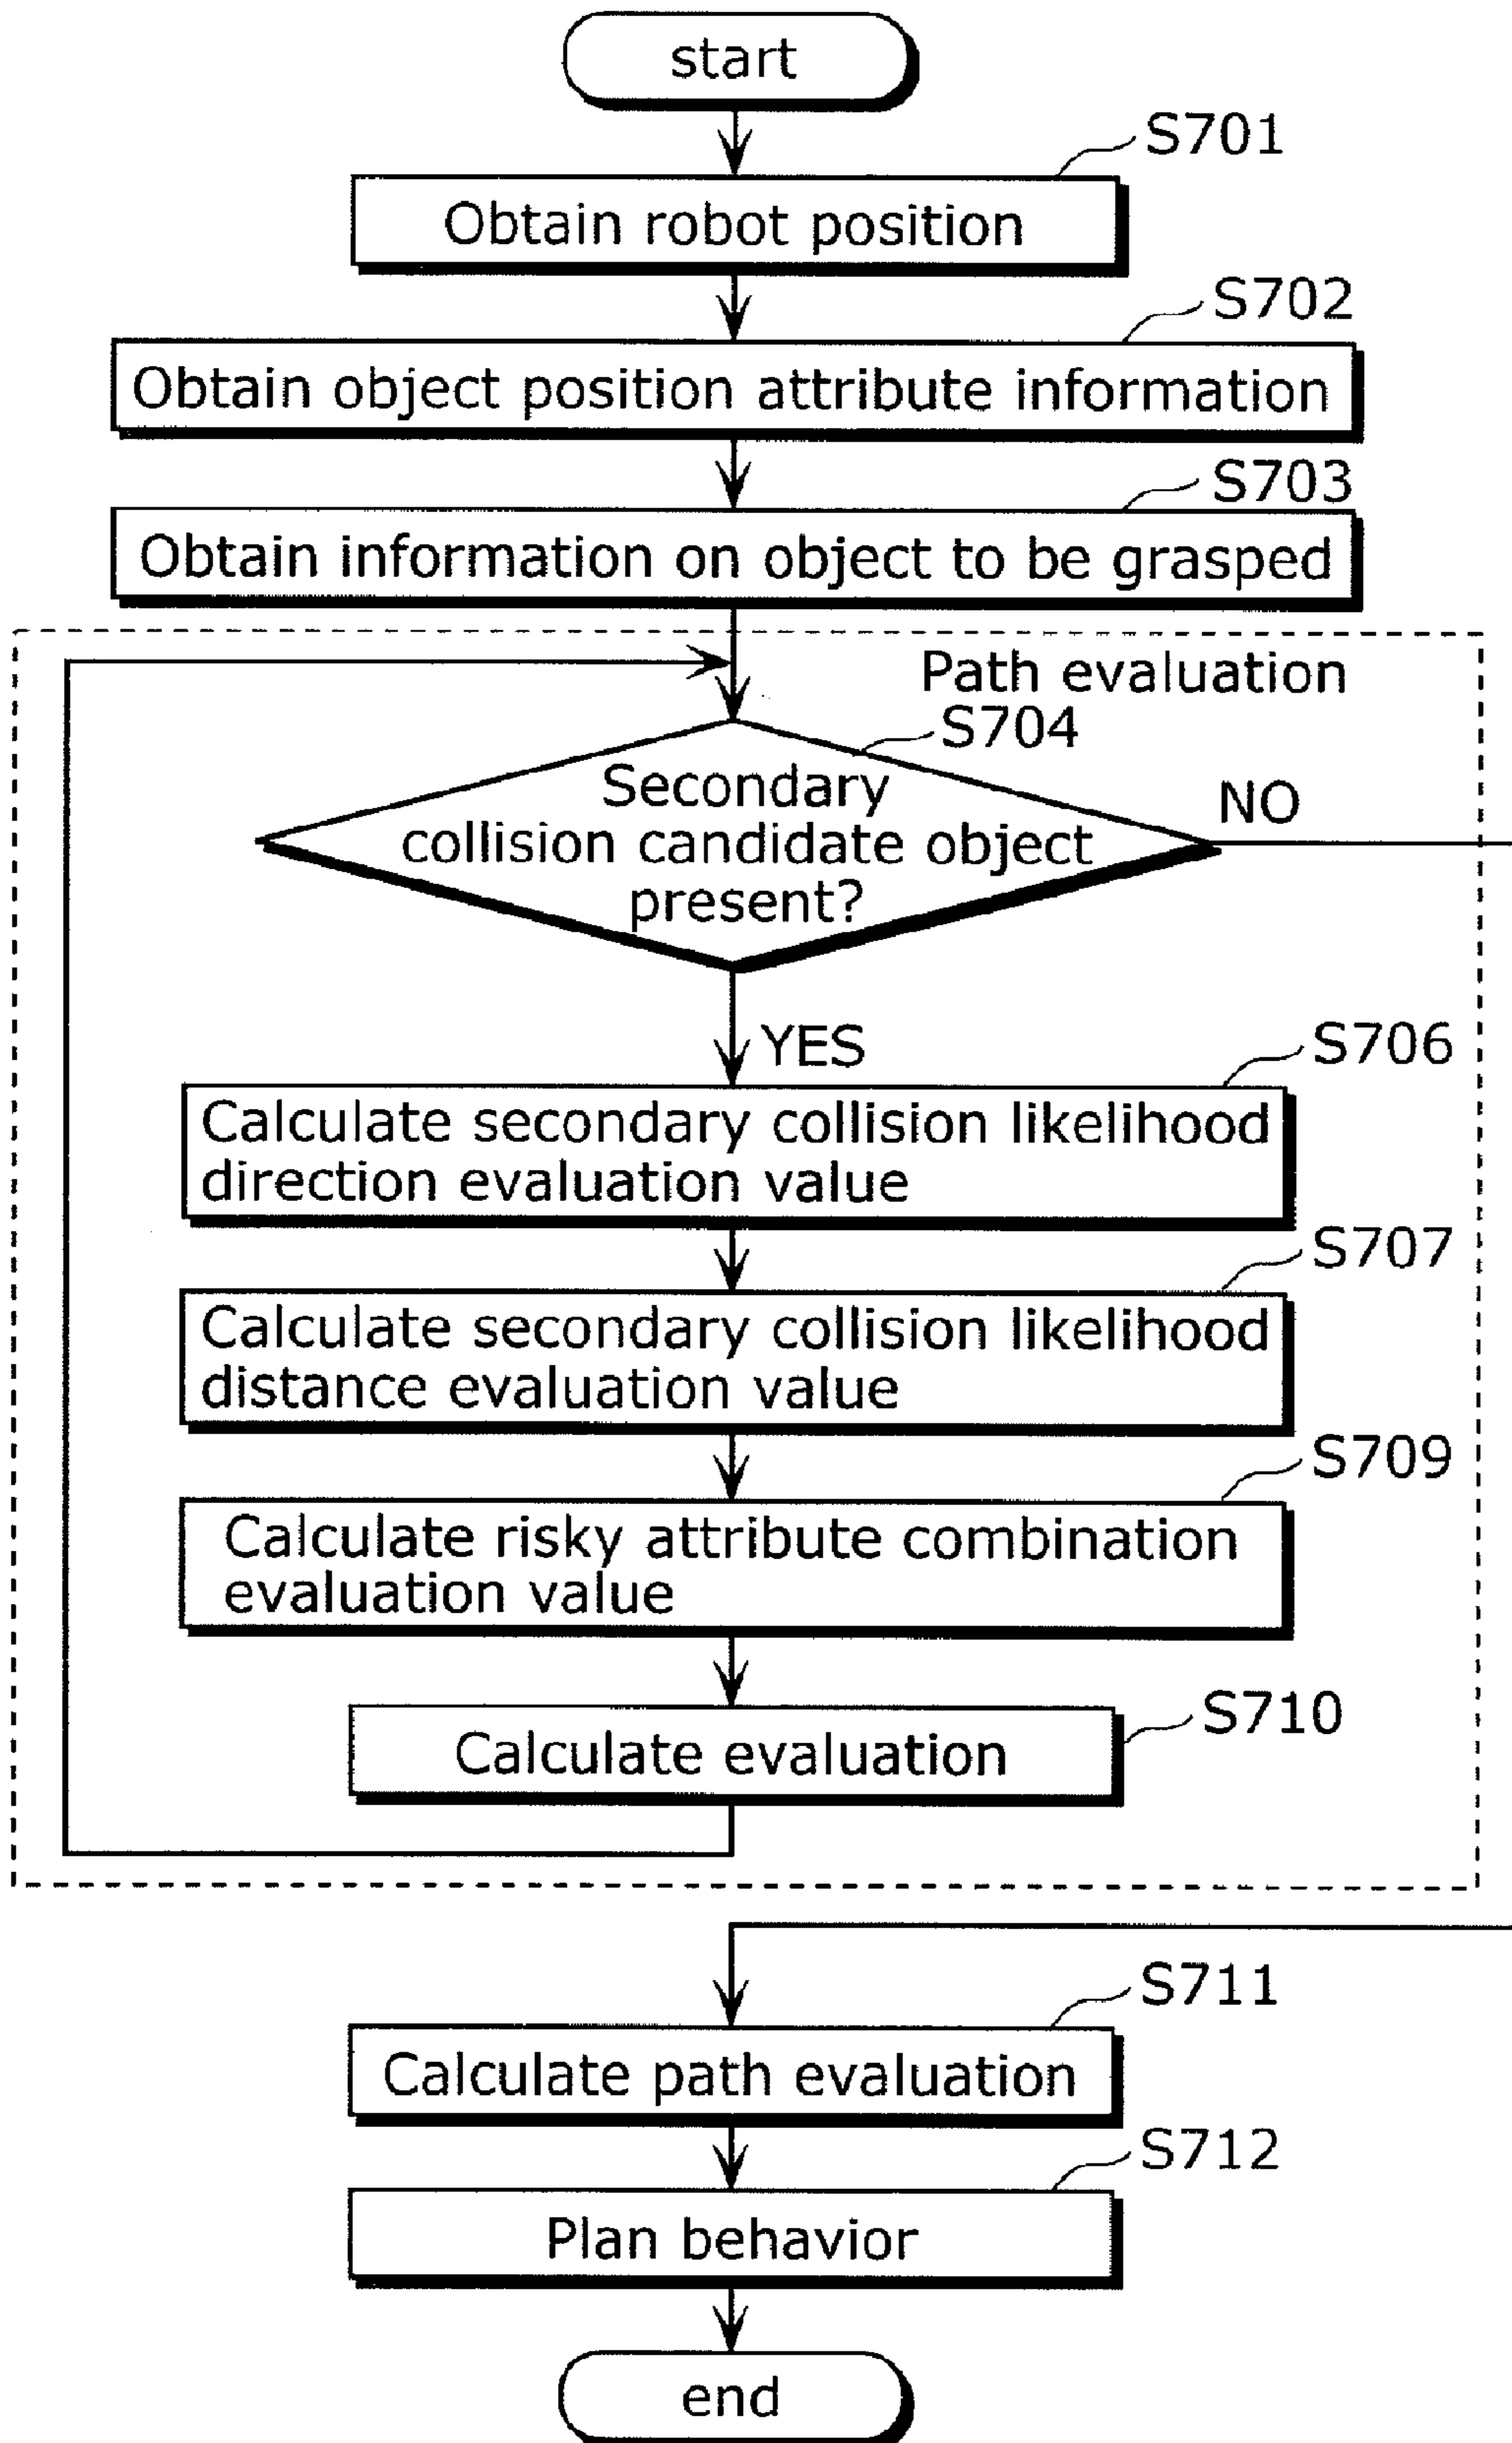 start
S701
Obtain robot position
S702
Obtain object position attribute information
S703
Obtain information on object to be grasped
Path evaluation
S704
Secondary
collision candidate object
present?
NO
YES
S706
Calculate secondary collision likelihood
direction evaluation value
S707
Calculate secondary collision likelihood
distance evaluation value
S709
Calculate risky attribute combination
evaluation value
S710
Calculate evaluation
S711
Calculate path evaluation
S712
Plan behavior
end